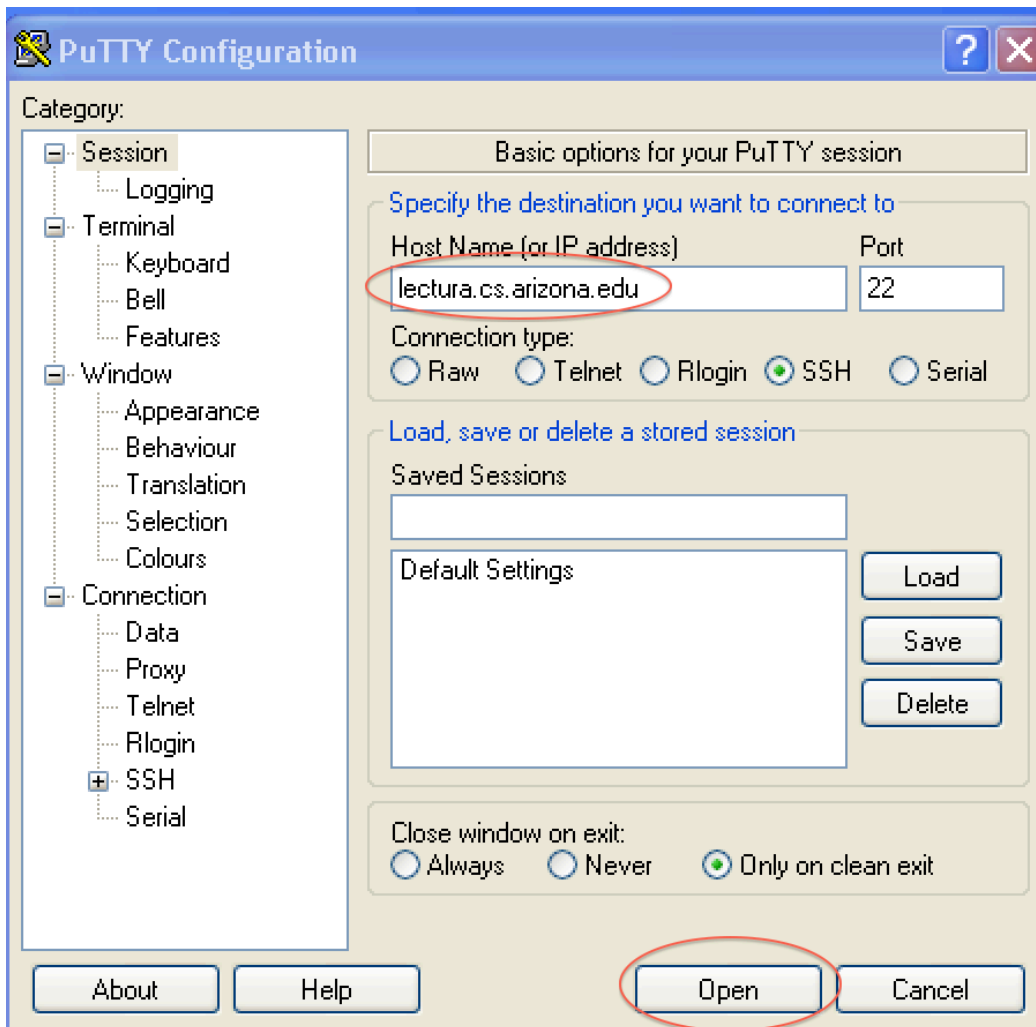 PuTTY Configuration
Category:
Session
Logging
Terminal
Keyboard
Bell
Features
Window
Appearance
Behaviour
Translation
Selection
Colours
Connection
Data
Proxy
Telnet
Rlogin
SSH
Serial
Basic options for your PuTTY session
Specify the destination you want to connect to
Host Name (or IP address) Port
lectura.cs.arizona.edu 22
Connection type:
Raw Telnet Rlogin SSH Serial
Load, save or delete a stored session
Saved Sessions
Default Settings
Load
Save
Delete
Close window on exit:
Always Never Only on clean exit
About Help Open Cancel